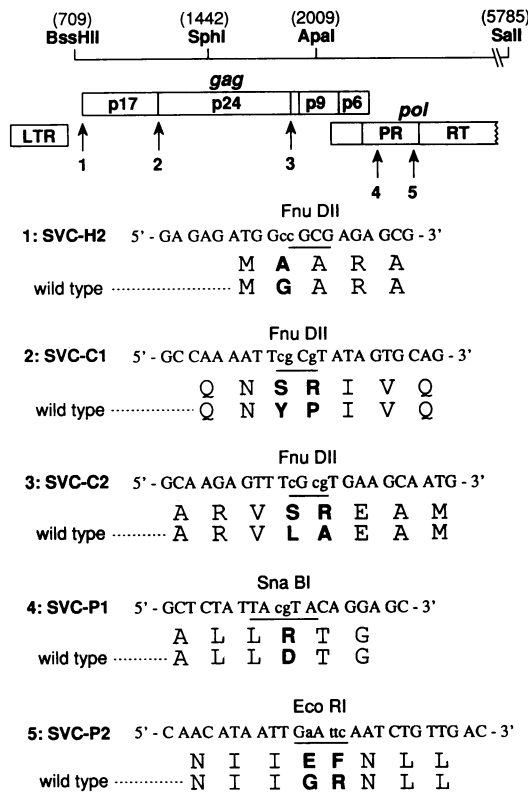 (709) (1442) (2009) (5785)
BssHII SphI ApaI SalI
gag
p17 p24 p9 p6
pol
LTR PR RT
1 2 3 4 5
Fnu DII
1: SVC-H2 5' - GA GAG ATG Gcc GCG AGA GCG - 3'
M A A R A
wild type M G A R A
Fnu DII
2: SVC-C1 5' - GC CAA AAT Tcg CgT ATA GTG CAG - 3'
Q N S R I V Q
wild type Q N Y P I V Q
Fnu DII
3: SVC-C2 5' - GCA AGA GTT TcG cgT GAA GCA ATG - 3'
A R V S R E A M
wild type A R V L A E A M
Sna BI
4: SVC-P1 5' - GCT CTA TTA cgT ACA GGA GC - 3'
A L L R T G
wild type A L L D T G
Eco RI
5: SVC-P2 5' - C AAC ATA ATT GaA ttc AAT CTG TTG AC - 3'
N I I E F N L L
wild type N I I G R N L L